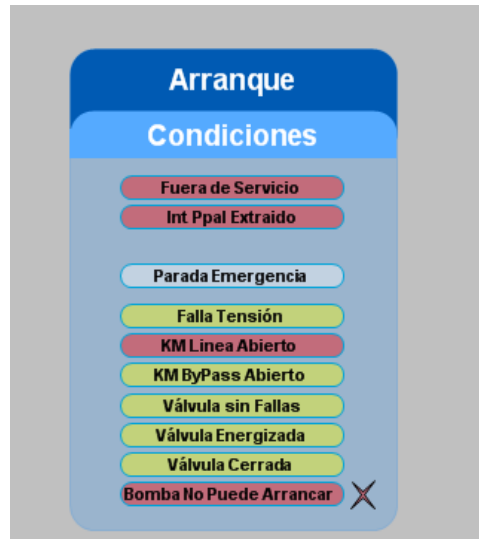 Arranque
Condiciones
Fuera de Servicio
Int Ppal Extraido
Parada Emergencia
Falla Tensión
KM Linea Abierto
KM ByPass Abierto
Válvula sin Fallas
Válvula Energizada
Válvula Cerrada
Bomba No Puede Arrancar